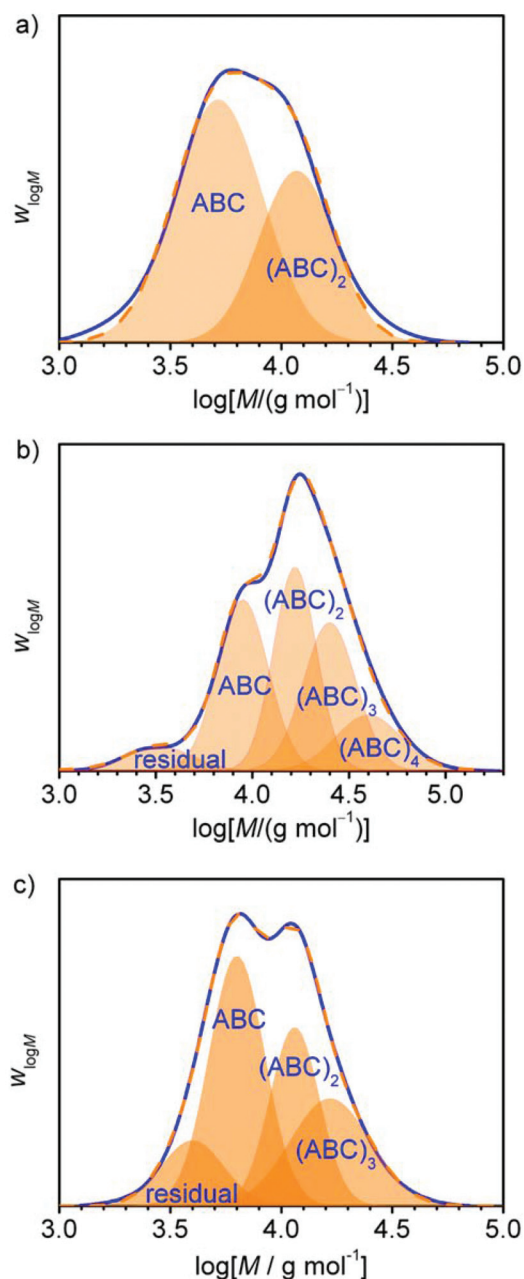 a)
w_logM
ABC
(ABC)₂
3.0 3.5 4.0 4.5 5.0
log[M/(g mol⁻¹)]
b)
w_logM
(ABC)₂
ABC
(ABC)₃
residual
(ABC)₄
3.0 3.5 4.0 4.5 5.0
log[M/(g mol⁻¹)]
c)
w_logM
ABC
(ABC)₂
(ABC)₃
residual
3.0 3.5 4.0 4.5 5.0
log[M / g mol⁻¹]